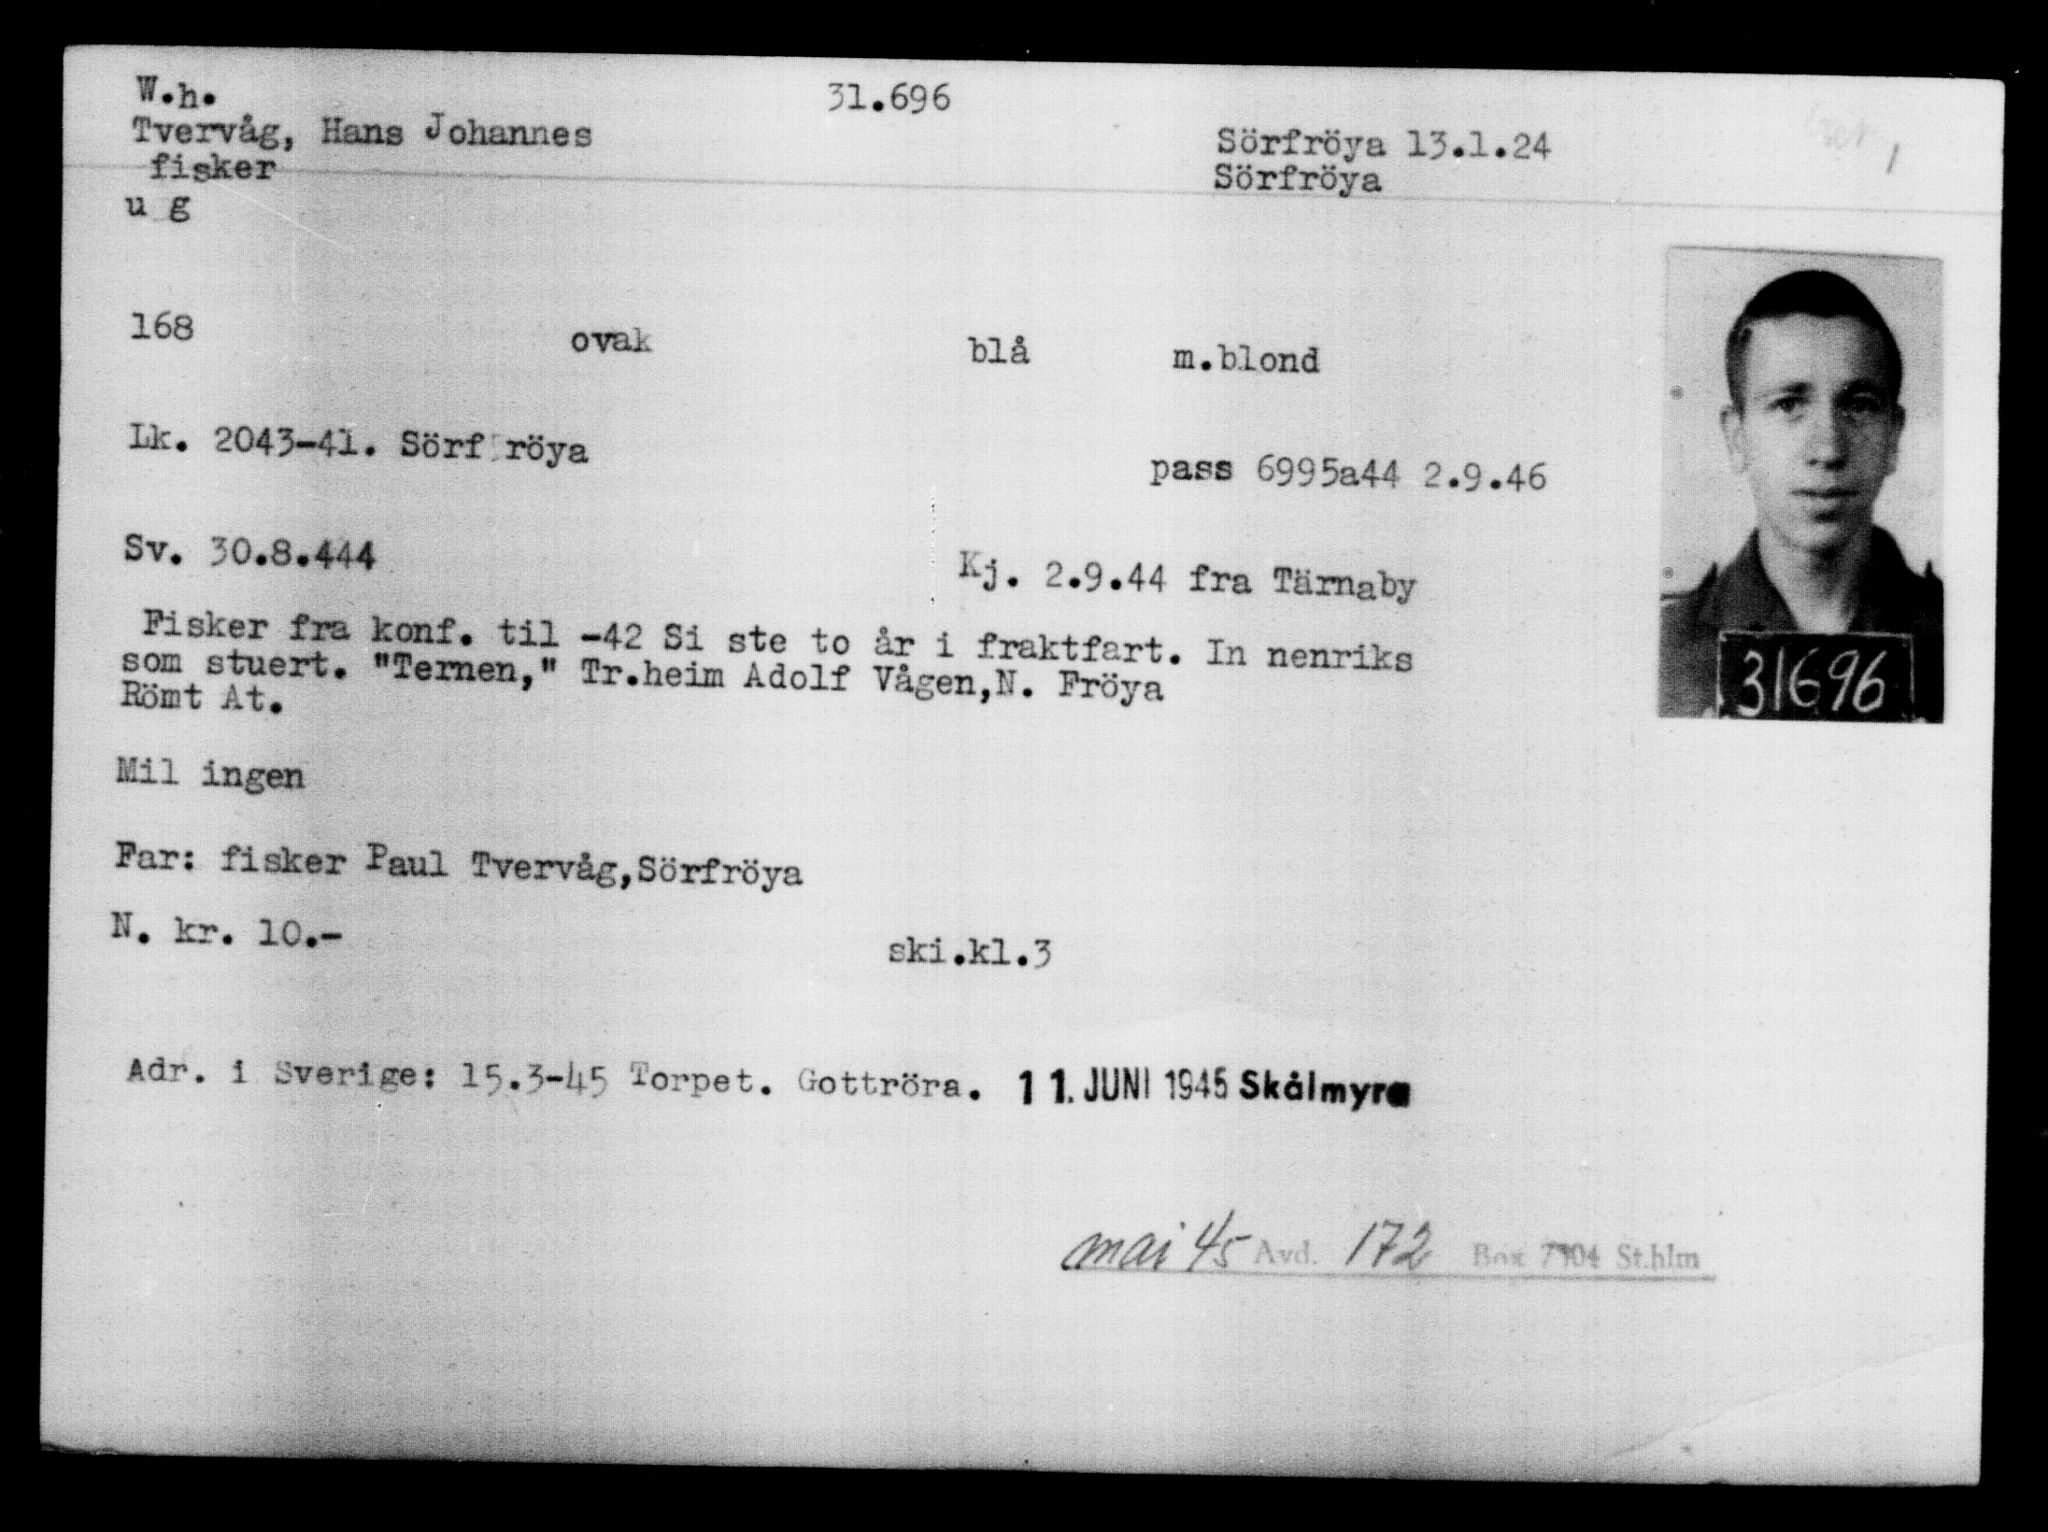 W.h. 31.696
Tvervåg, Hans Johannes Sörfröya 13.1.24
fisker Sörfröya
u g
168 ovak blå m.blond
Lk. 2043-41. Sörf röya pass 6995a44 2.9.46
Sv. 30.8.444 Kj. 2.9.44 fra Tärnaby
Fisker fra konf. til -42 Si ste to år i fraktfart. In nenriks
som stuert. "Ternen," Tr.heim Adolf Vågen,N. Fröya
Römt At.
Mil ingen
Far: fisker Paul Tvervåg,Sörfröya
N. kr. 10.- ski.kl.3
Adr. i Sverige: 15.3-45 Torpet. Gottröra. 11. JUNI 1945 Skålmyra
mai 45 Avd. 172 Box 7104 St.hlm
31696